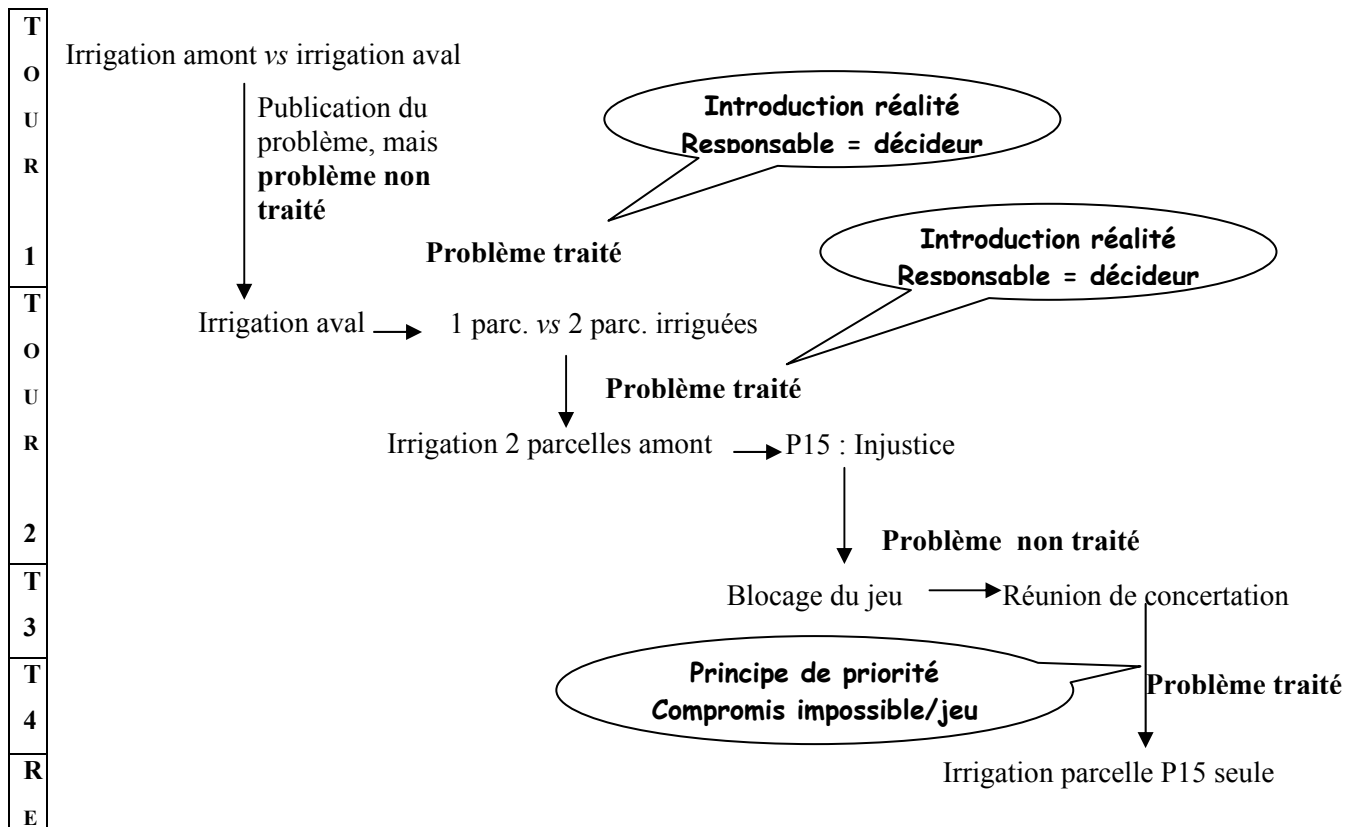 T
O
U
R
1
Irrigation amont vs irrigation aval
Publication du
problème, mais
problème non
traité
Introduction réalité
Responsable = décideur
Problème traité
Introduction réalité
Responsable = décideur
T
O
U
R
2
Irrigation aval
1 parc. vs 2 parc. irriguées
Problème traité
Irrigation 2 parcelles amont
P15 : Injustice
Problème non traité
T
3
Blocage du jeu
Réunion de concertation
T
4
Principe de priorité
Compromis impossible/jeu
Problème traité
R
E
Irrigation parcelle P15 seule